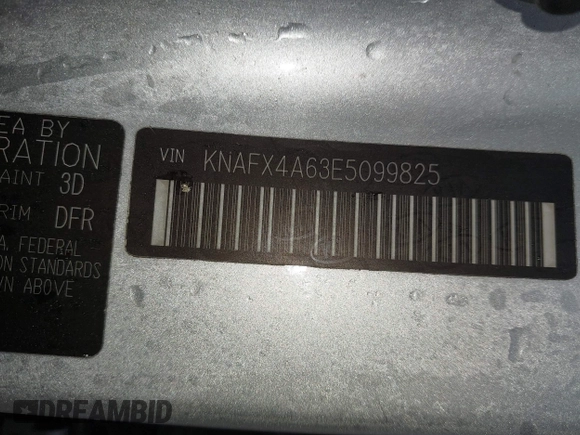 EA BY
RATION
AINT 3D
RIM DFR
A. FEDERAL
ON STANDARDS
WN ABOVE
VIN KNAFX4A63E5099825
DREAMBID